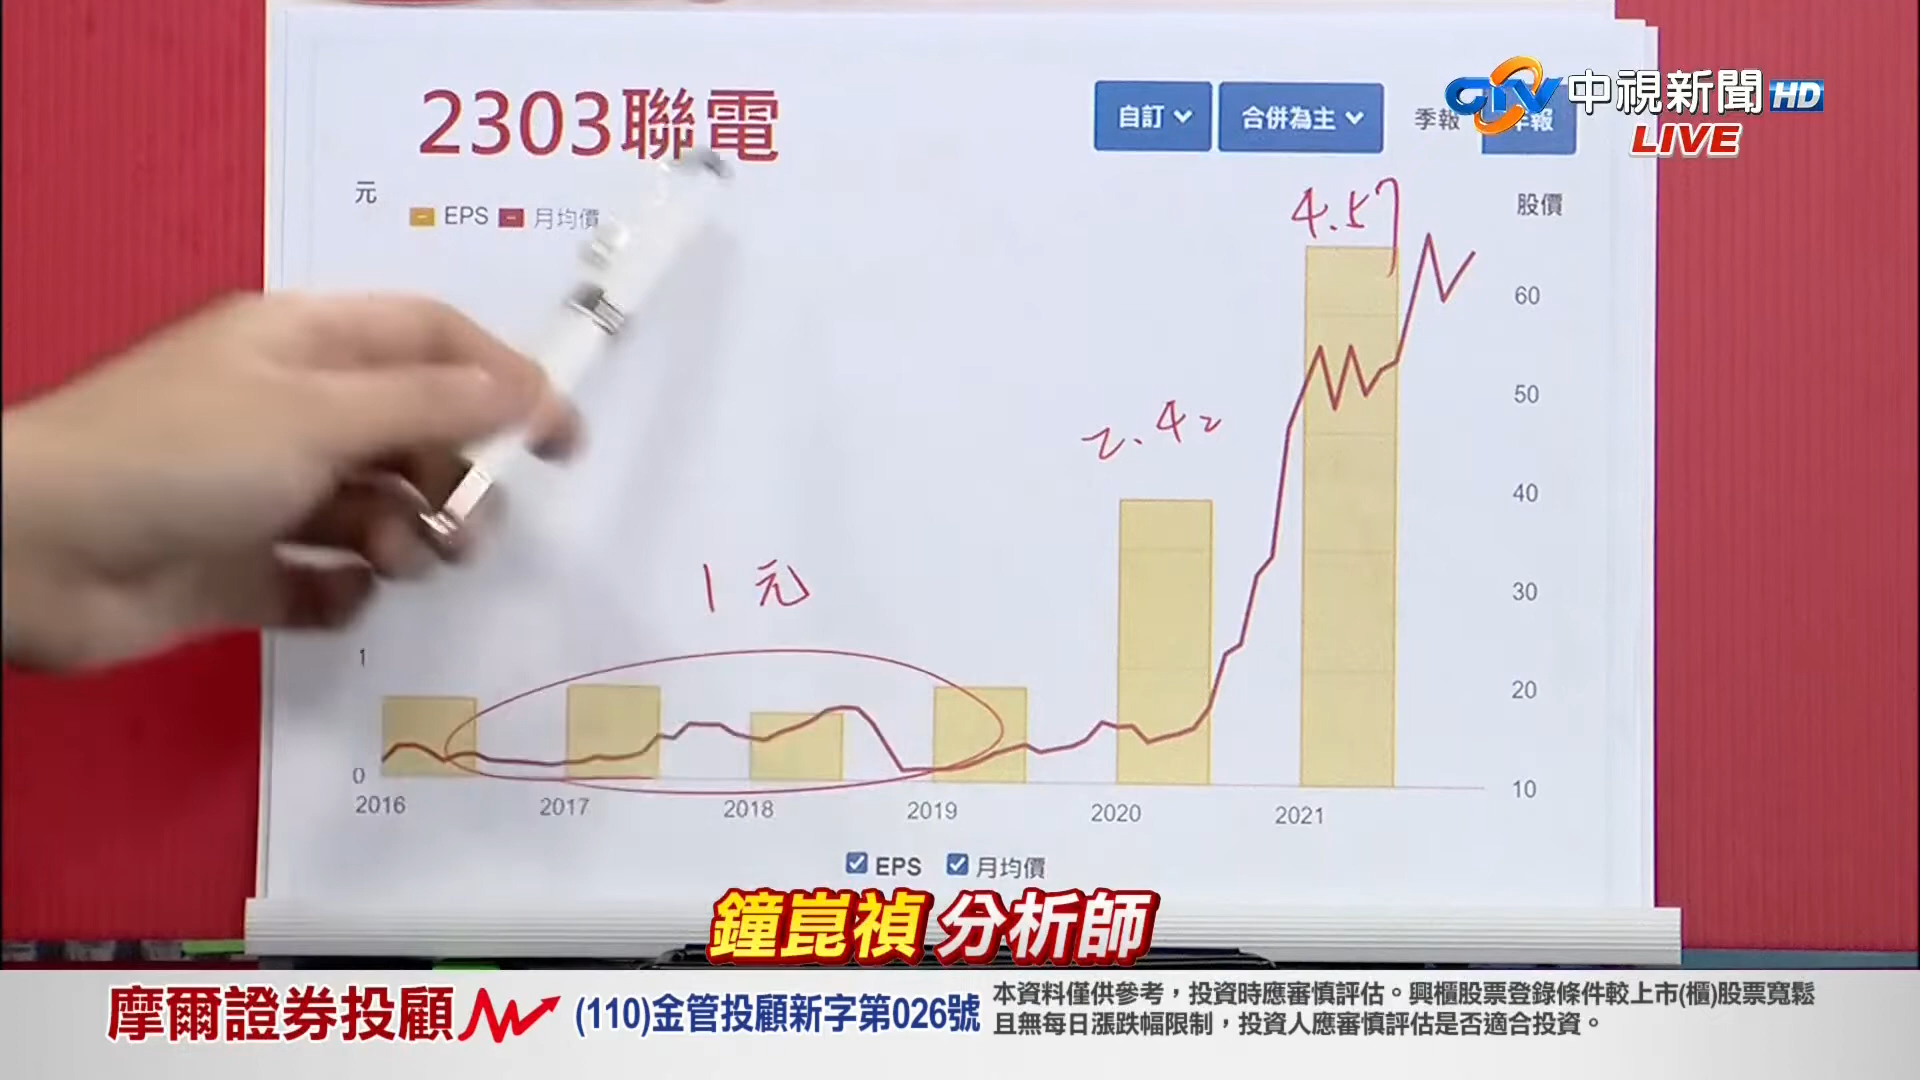 2303聯電
自訂
合併為主
季報
年報
CTV中視新聞HD
LIVE
元
EPS
月均價
股價
4.57
60
50
2.42
40
1元
30
1
20
0
10
2016
2017
2018
2019
2020
2021
EPS
月均價
鐘崑禎 分析師
摩爾證券投顧
(110)金管投顧新字第026號
本資料僅供參考，投資時應審慎評估。興櫃股票登錄條件較上市(櫃)股票寬鬆
且無每日漲跌幅限制，投資人應審慎評估是否適合投資。